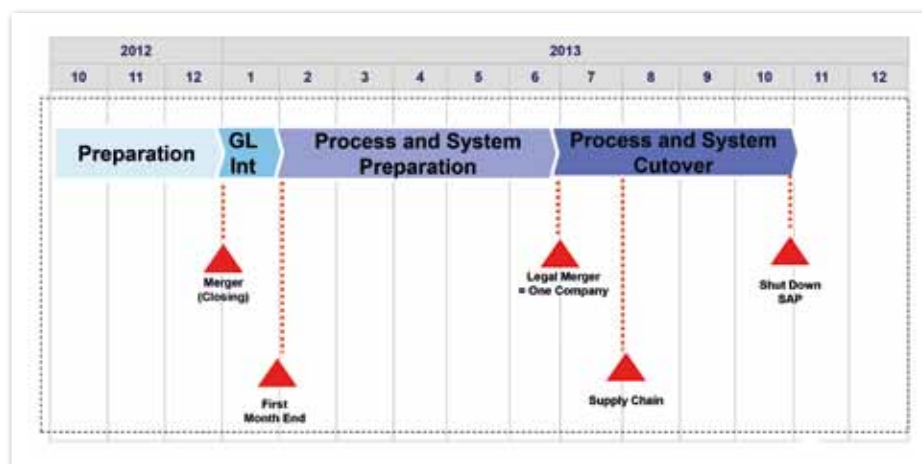 2012 2013
10 11 12 1 2 3 4 5 6 7 8 9 10 11 12
Preparation
GL
Int
Process and System
Preparation
Process and System
Cutover
Merger
(Closing)
Legal Merger
= One Company
Shut Down
SAP
First
Month End
Supply Chain